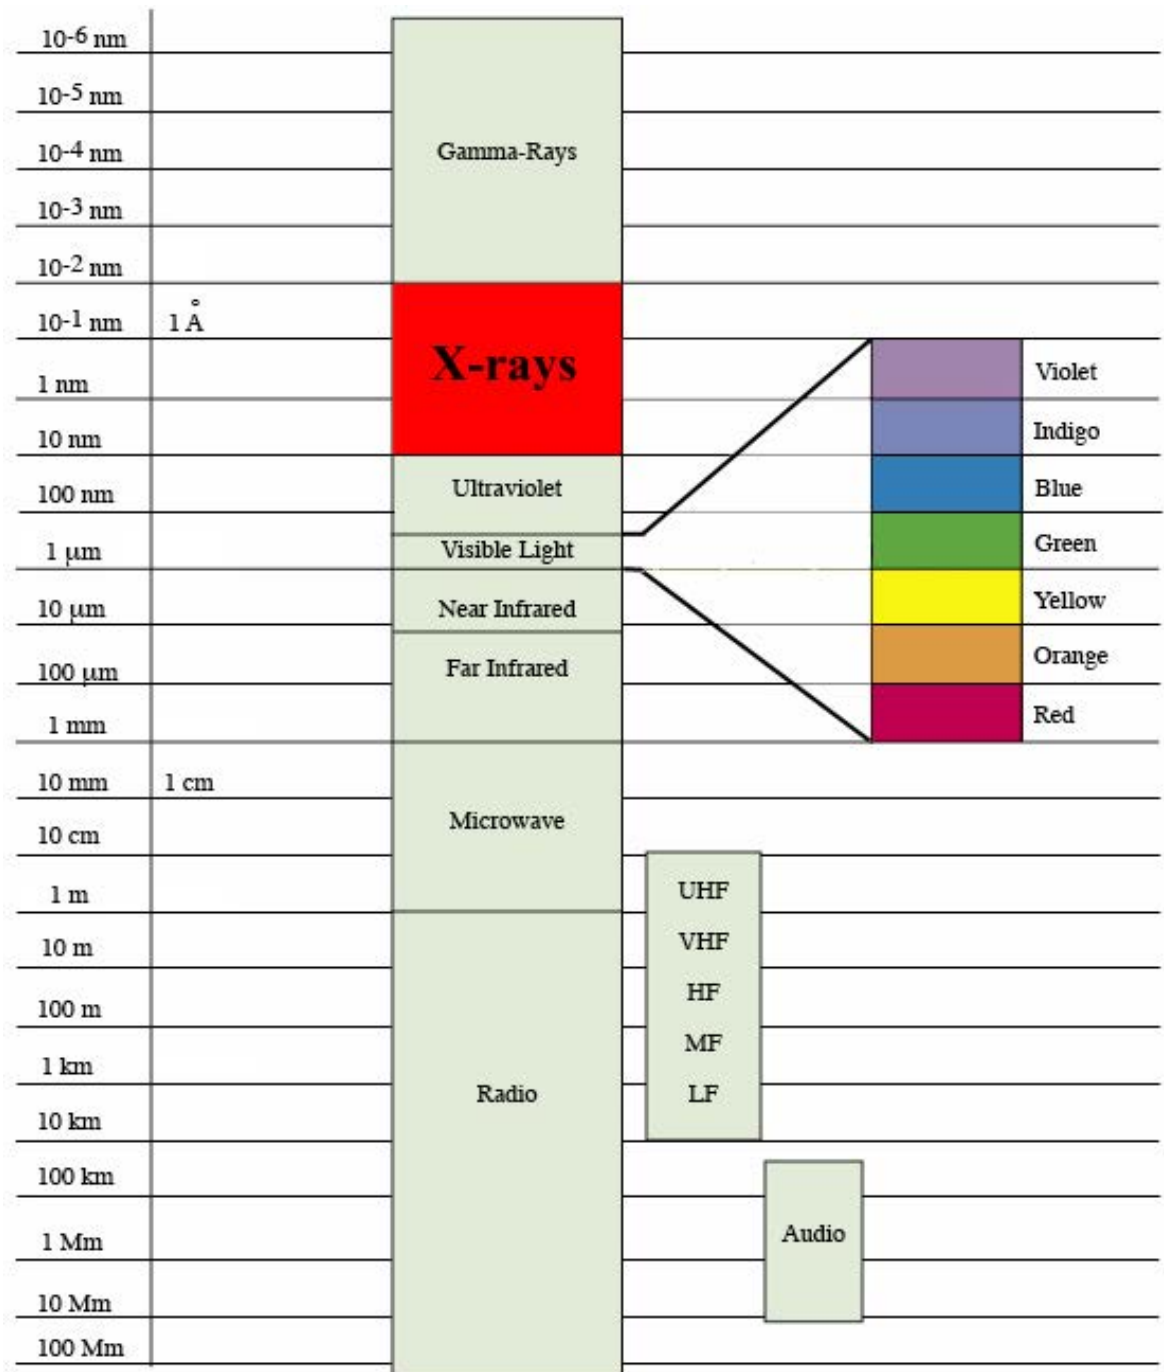 10-6 nm
10-5 nm
10-4 nm
Gamma-Rays
10-3 nm
10-2 nm
10-1 nm 1 Å
X-rays
Violet
1 nm
Indigo
10 nm
Ultraviolet
Blue
100 nm
Visible Light
Green
1 μm
10 μm
Near Infrared
Yellow
100 μm
Far Infrared
Orange
1 mm
Red
10 mm 1 cm
Microwave
10 cm
1 m
UHF
10 m
VHF
100 m
HF
1 km
MF
Radio
LF
10 km
100 km
1 Mm
Audio
10 Mm
100 Mm